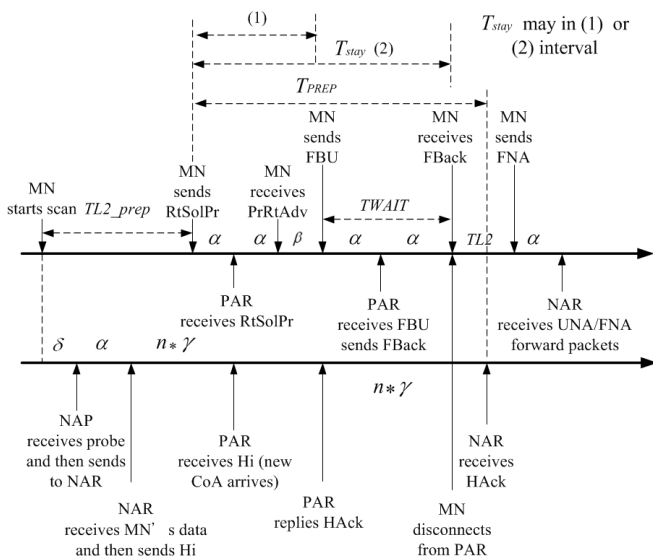 (1)
T_stay (2)
T_stay may in (1) or
(2) interval
T_PREP
MN
sends
FBU
MN
receives
FBack
MN
sends
FNA
MN
starts scan
TL2_prep
MN
sends
RtSolPr
MN
receives
PrRtAdv
TWAIT
α
α
β
α
α
TL2
α
PAR
receives RtSolPr
PAR
receives FBU
sends FBack
NAR
receives UNA/FNA
forward packets
δ
α
n* γ
n* γ
NAP
receives probe
and then sends
to NAR
NAR
receives MN' s data
and then sends Hi
PAR
receives Hi (new
CoA arrives)
PAR
replies HAck
MN
disconnects
from PAR
NAR
receives
HAck